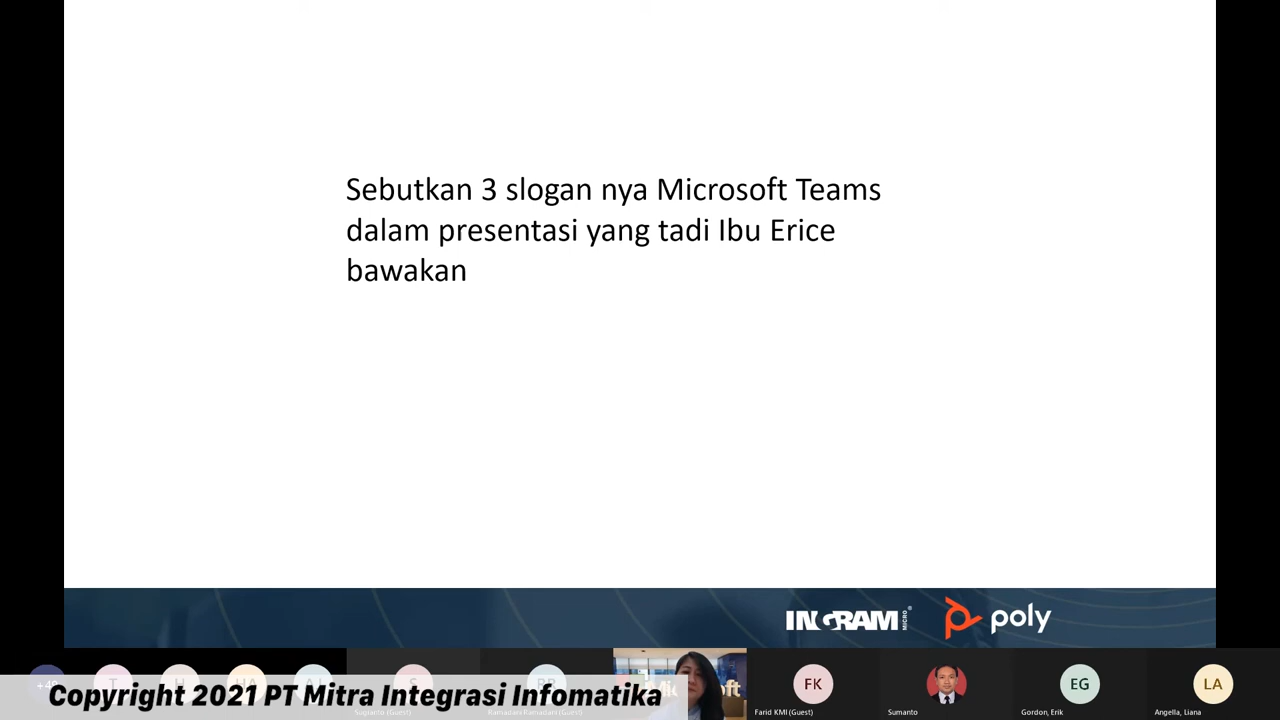 Sebutkan 3 slogan nya Microsoft Teams
dalam presentasi yang tadi Ibu Erice
bawakan
INGRAM MICRO
poly
FK
EG
LA
Farid KMI (Guest)
Sumanto
Gordon, Erik
Angella, Liana
Copyright 2021 PT Mitra Integrasi Infomatika